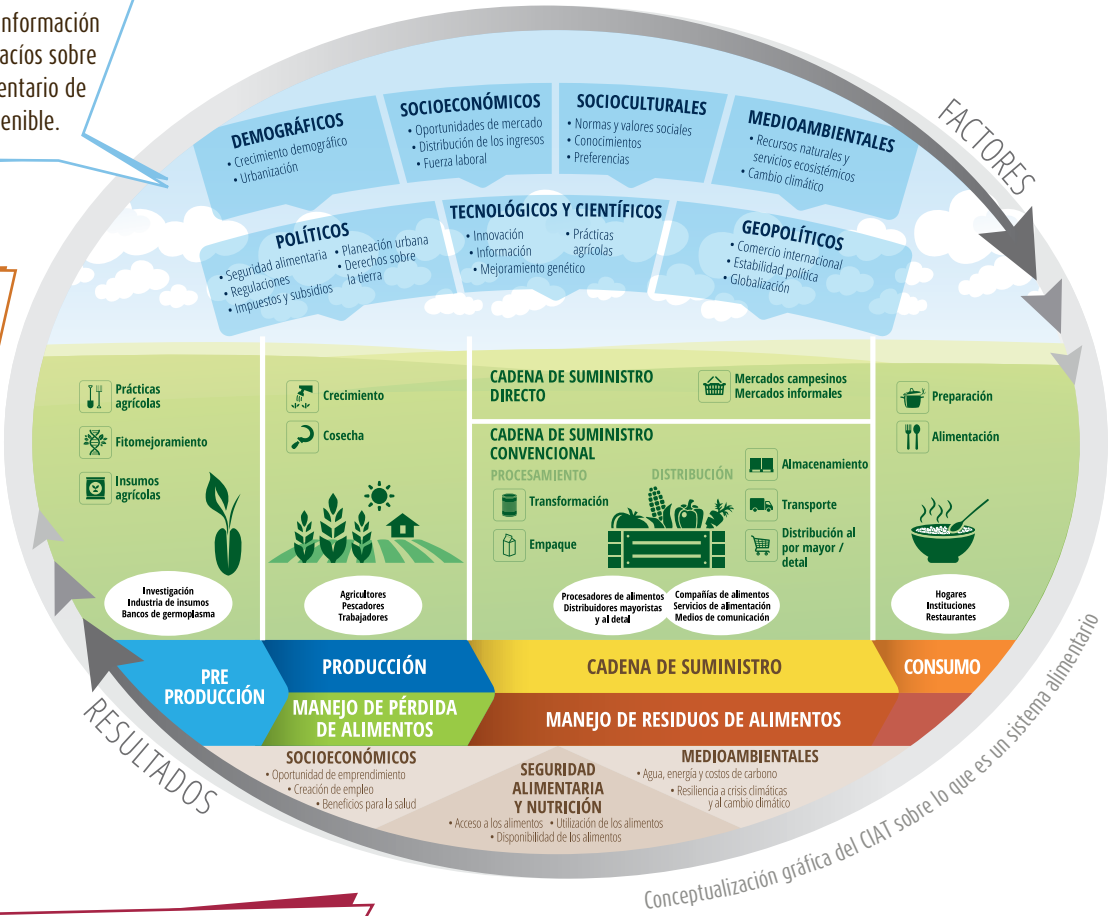 nformación
acíos sobre
entario de
enible.
FACTORES
DEMOGRÁFICOS
• Crecimiento demográfico
• Urbanización
SOCIOECONÓMICOS
• Oportunidades de mercado
• Distribución de los ingresos
• Fuerza laboral
SOCIOCULTURALES
• Normas y valores sociales
• Conocimientos
• Preferencias
MEDIOAMBIENTALES
• Recursos naturales y
servicios ecosistémicos
• Cambio climático
POLÍTICOS
• Seguridad alimentaria
• Regulaciones
• Impuestos y subsidios
• Planeación urbana
• Derechos sobre
la tierra
TECNOLÓGICOS Y CIENTÍFICOS
• Innovación
• Información
• Mejoramiento genético
• Prácticas
agrícolas
GEOPOLÍTICOS
• Comercio internacional
• Estabilidad política
• Globalización
Prácticas
agrícolas
Fitomejoramiento
Insumos
agrícolas
Investigación
Industria de insumos
Bancos de germoplasma
Crecimiento
Cosecha
Agricultores
Pescadores
Trabajadores
CADENA DE SUMINISTRO
DIRECTO
Mercados campesinos
Mercados informales
CADENA DE SUMINISTRO
CONVENCIONAL
PROCESAMIENTO
Transformación
Empaque
DISTRIBUCIÓN
Almacenamiento
Transporte
Distribución al
por mayor /
detal
Procesadores de alimentos
Distribuidores mayoristas
y al detal
Compañías de alimentos
Servicios de alimentación
Medios de comunicación
Preparación
Alimentación
Hogares
Instituciones
Restaurantes
PRE
PRODUCCIÓN
PRODUCCIÓN
CADENA DE SUMINISTRO
CONSUMO
MANEJO DE PÉRDIDA
DE ALIMENTOS
MANEJO DE RESIDUOS DE ALIMENTOS
RESULTADOS
SOCIOECONÓMICOS
• Oportunidad de emprendimiento
• Creación de empleo
• Beneficios para la salud
SEGURIDAD
ALIMENTARIA
Y NUTRICIÓN
• Acceso a los alimentos • Utilización de los alimentos
• Disponibilidad de los alimentos
MEDIOAMBIENTALES
• Agua, energía y costos de carbono
• Resiliencia a crisis climáticas
y al cambio climático
Conceptualización gráfica del CIAT sobre lo que es un sistema alimentario